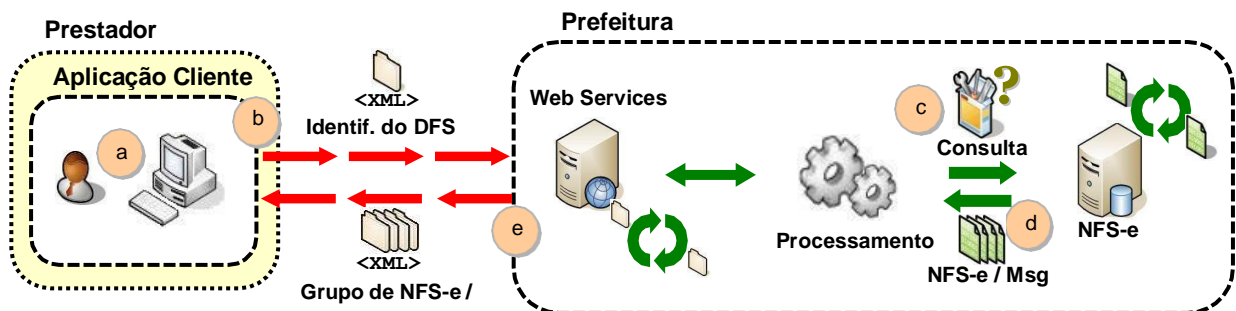 Prestador
Aplicação Cliente
a
b
<XML>
Identif. do DFS
<XML>
Grupo de NFS-e /
Prefeitura
Web Services
e
Processamento
c
?
Consulta
d
NFS-e / Msg
NFS-e